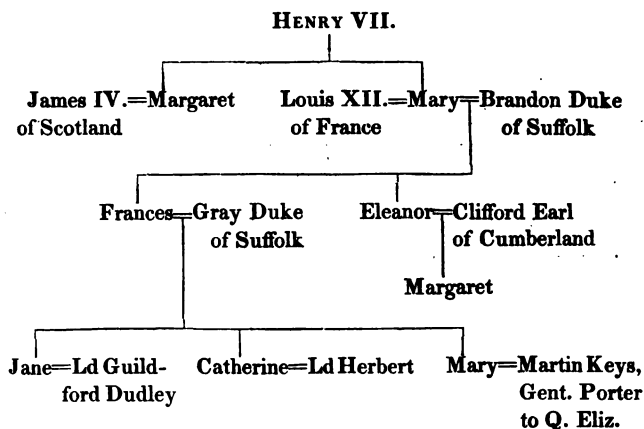 HENRY VII.
James IV.=Margaret Louis XII.=Mary=Brandon Duke
of Scotland of France of Suffolk
Frances=Gray Duke Eleanor=Clifford Earl
of Suffolk of Cumberland
Margaret
Jane=Ld Guild- Catherine=Ld Herbert Mary=Martin Keys,
ford Dudley Gent. Porter
to Q. Eliz.